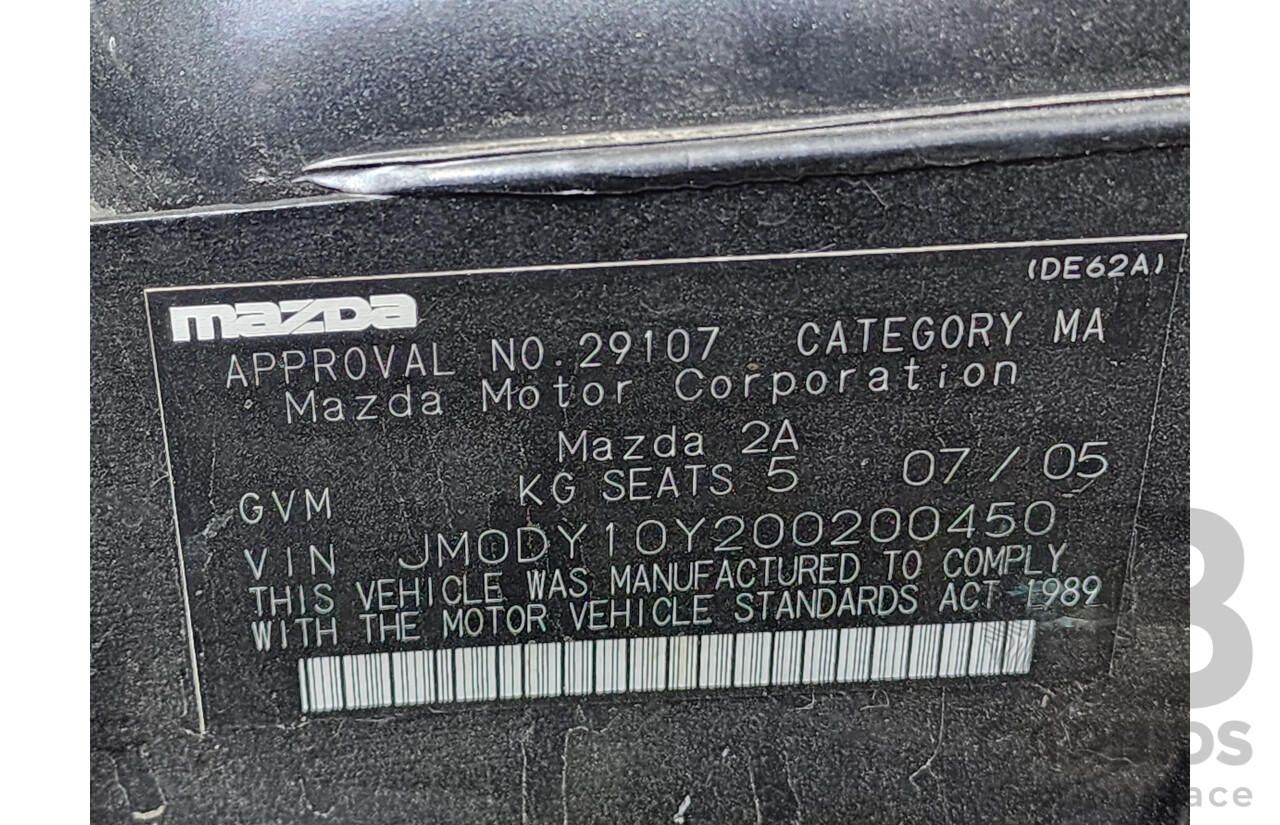 (DE62A)
mazda
APPROVAL NO. 29107 CATEGORY MA
Mazda Motor Corporation
Mazda 2A
GVM KG SEATS 5 07/05
VIN JM0DY10Y200200450
THIS VEHICLE WAS MANUFACTURED TO COMPLY
WITH THE MOTOR VEHICLE STANDARDS ACT 1989